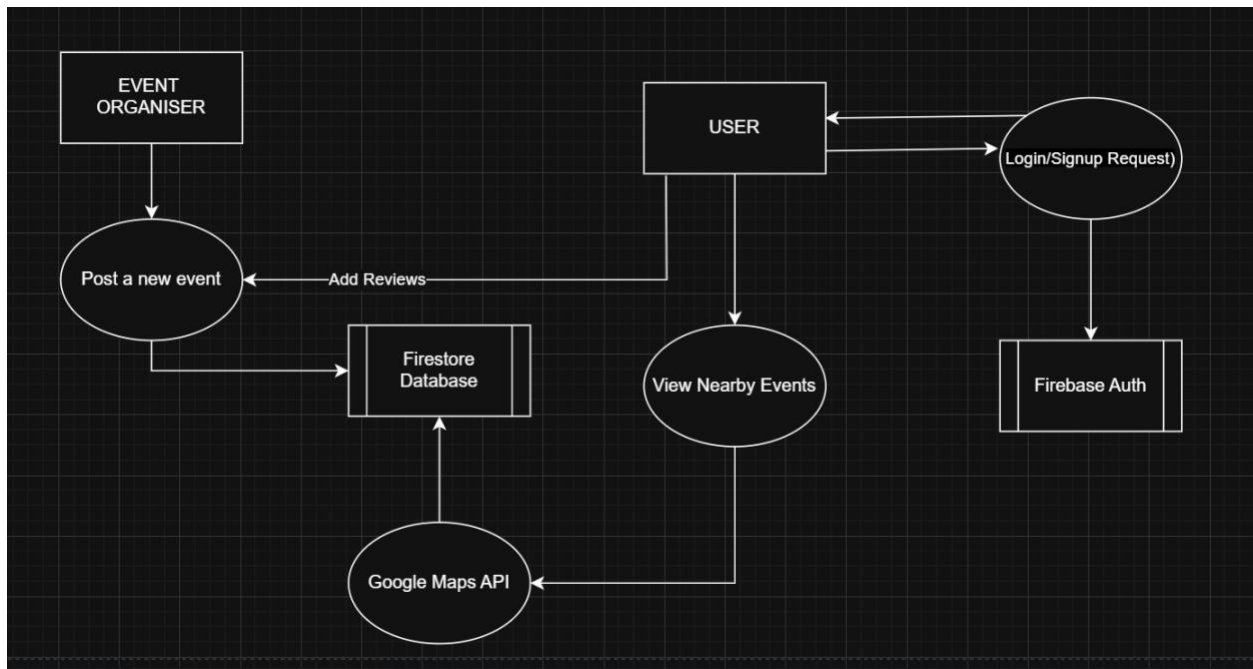 EVENT
ORGANISER
USER
Login/Signup Request)
Post a new event
Add Reviews
Firestore
Database
View Nearby Events
Firebase Auth
Google Maps API